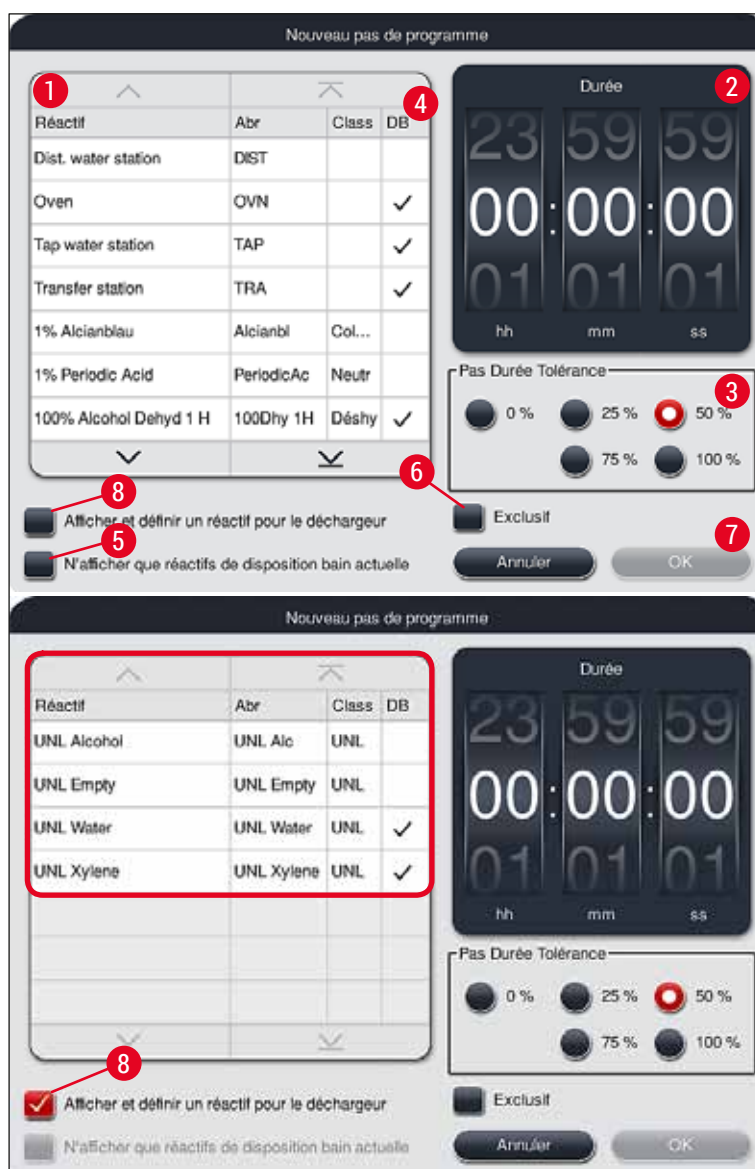 Nouveau pas de programme
1
Réactif Abr Class DB
4
Dist. water station DIST
Oven OVN ✓
Tap water station TAP ✓
Transfer station TRA ✓
1% Alcianblau Alcianbl Col...
1% Periodic Acid PeriodicAc Neutr
100% Alcohol Dehyd 1 H 100Dhy 1H Déshy ✓
Durée
2
23 59 59
00:00:00
01 01 01
hh mm ss
Pas Durée Tolérance
3
0 % 25 % 50 %
75 % 100 %
8
Afficher et définir un réactif pour le déchargeur
6
Exclusif
5
N'afficher que réactifs de disposition bain actuelle
Annuler OK
7
Nouveau pas de programme
Réactif Abr Class DB
UNL Alcohol UNL Alc UNL
UNL Empty UNL Empty UNL
UNL Water UNL Water UNL ✓
UNL Xylene UNL Xylene UNL ✓
Durée
23 59 59
00:00:00
01 01 01
hh mm ss
Pas Durée Tolérance
0 % 25 % 50 %
75 % 100 %
8
Afficher et définir un réactif pour le déchargeur
Exclusif
N'afficher que réactifs de disposition bain actuelle
Annuler OK